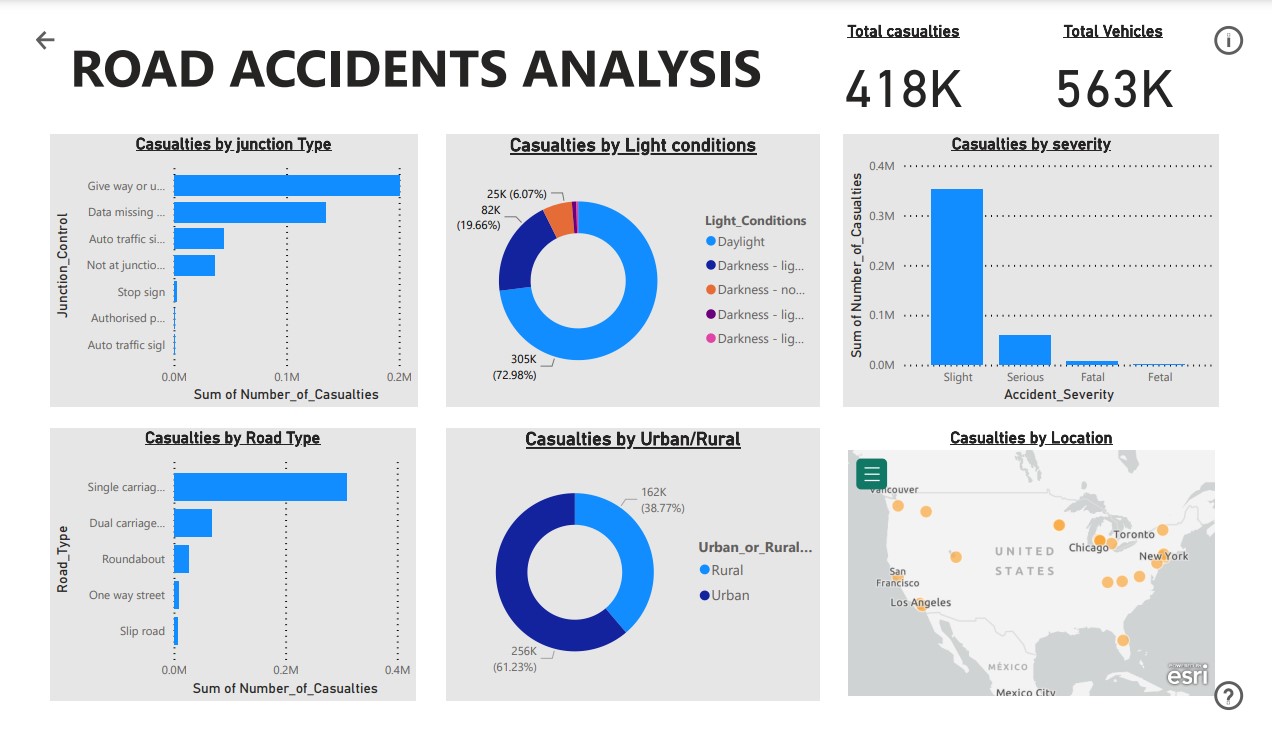 ROAD ACCIDENTS ANALYSIS
Total casualties
418K
Total Vehicles
563K
Casualties by junction Type
Junction_Control
Give way or u...
Data missing ...
Auto traffic si...
Not at junctio...
Stop sign
Authorised p...
Auto traffic sigl
0.0M 0.1M 0.2M
Sum of Number_of_Casualties
Casualties by Light conditions
25K (6.07%)
82K
(19.66%)
305K
(72.98%)
Light_Conditions
Daylight
Darkness - lig...
Darkness - no...
Darkness - lig...
Darkness - lig...
Casualties by severity
Sum of Number_of_Casualties
0.4M
0.3M
0.2M
0.1M
0.0M
Slight Serious Fatal Fetal
Accident_Severity
Casualties by Road Type
Road_Type
Single carriag...
Dual carriage...
Roundabout
One way street
Slip road
0.0M 0.2M 0.4M
Sum of Number_of_Casualties
Casualties by Urban/Rural
162K
(38.77%)
256K
(61.23%)
Urban_or_Rural...
Rural
Urban
Casualties by Location
Vancouver
Toronto
Chicago
New York
UNITED
STATES
San
Francisco
Los Angeles
MÉXICO
Mexico City
esri